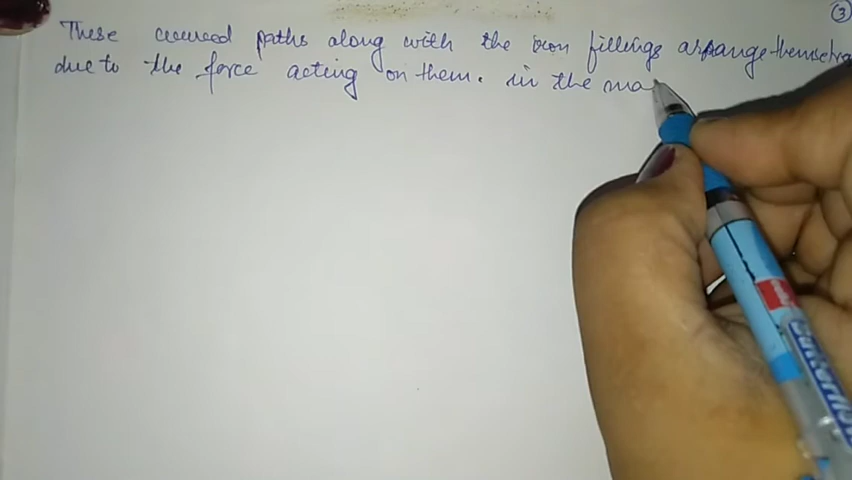 3
These curved paths along with the iron fillings arrange themselves
due to the force acting on them. in the ma